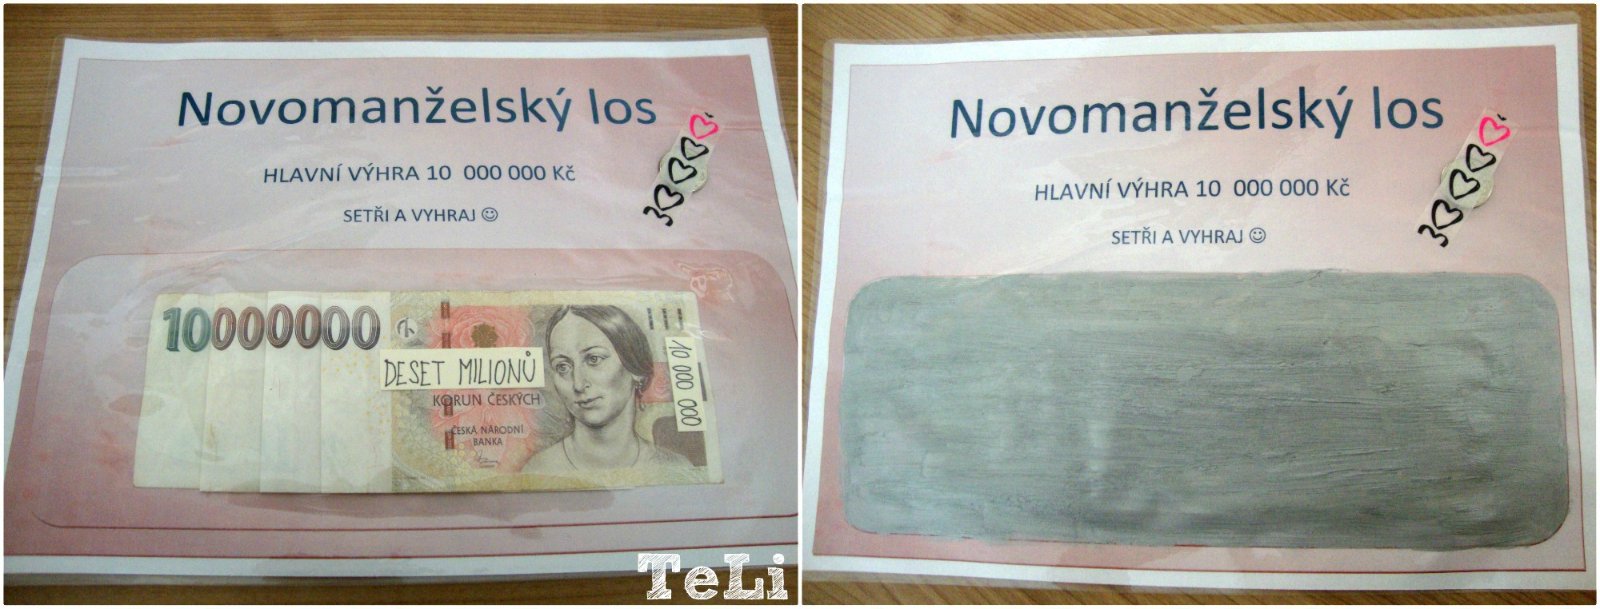 Novomanželský los
HLAVNÍ VÝHRA 10 000 000 Kč
SETŘI A VYHRAJ ☺
10000000
DESET MILIONŮ
KORUN ČESKÝCH
ČESKÁ NÁRODNÍ
BANKA
10 000 000
TeLi
Novomanželský los
HLAVNÍ VÝHRA 10 000 000 Kč
SETŘI A VYHRAJ ☺